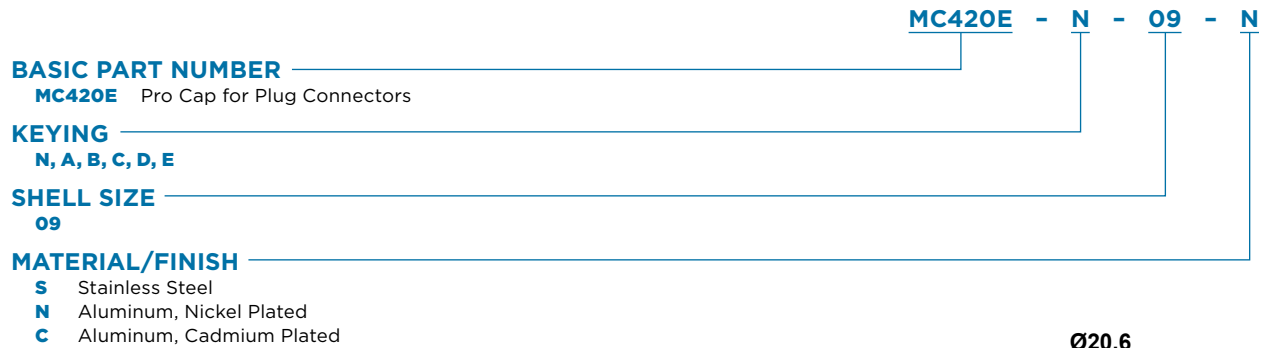 MC420E – N – 09 – N
BASIC PART NUMBER
MC420E Pro Cap for Plug Connectors
KEYING
N, A, B, C, D, E
SHELL SIZE
09
MATERIAL/FINISH
S Stainless Steel
N Aluminum, Nickel Plated
C Aluminum, Cadmium Plated
Ø20.6